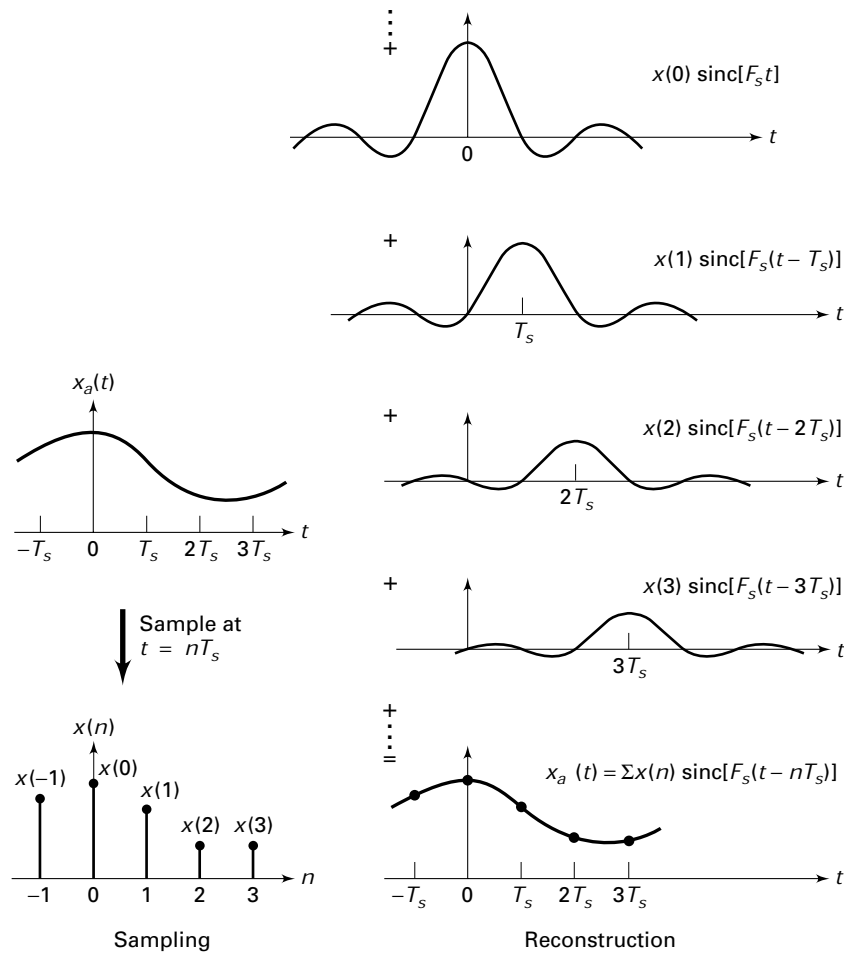 ⋮
+
x(0) sinc[F_s t]
t
0
+
x(1) sinc[F_s(t − T_s)]
t
T_s
x_a(t)
−T_s 0 T_s 2T_s 3T_s t
+
x(2) sinc[F_s(t − 2T_s)]
t
2T_s
Sample at
t = nT_s
+
x(3) sinc[F_s(t − 3T_s)]
t
3T_s
x(n)
x(−1) x(0) x(1) x(2) x(3)
−1 0 1 2 3 n
Sampling
+
⋮
=
x_a (t) = Σx(n) sinc[F_s(t − nT_s)]
−T_s 0 T_s 2T_s 3T_s t
Reconstruction